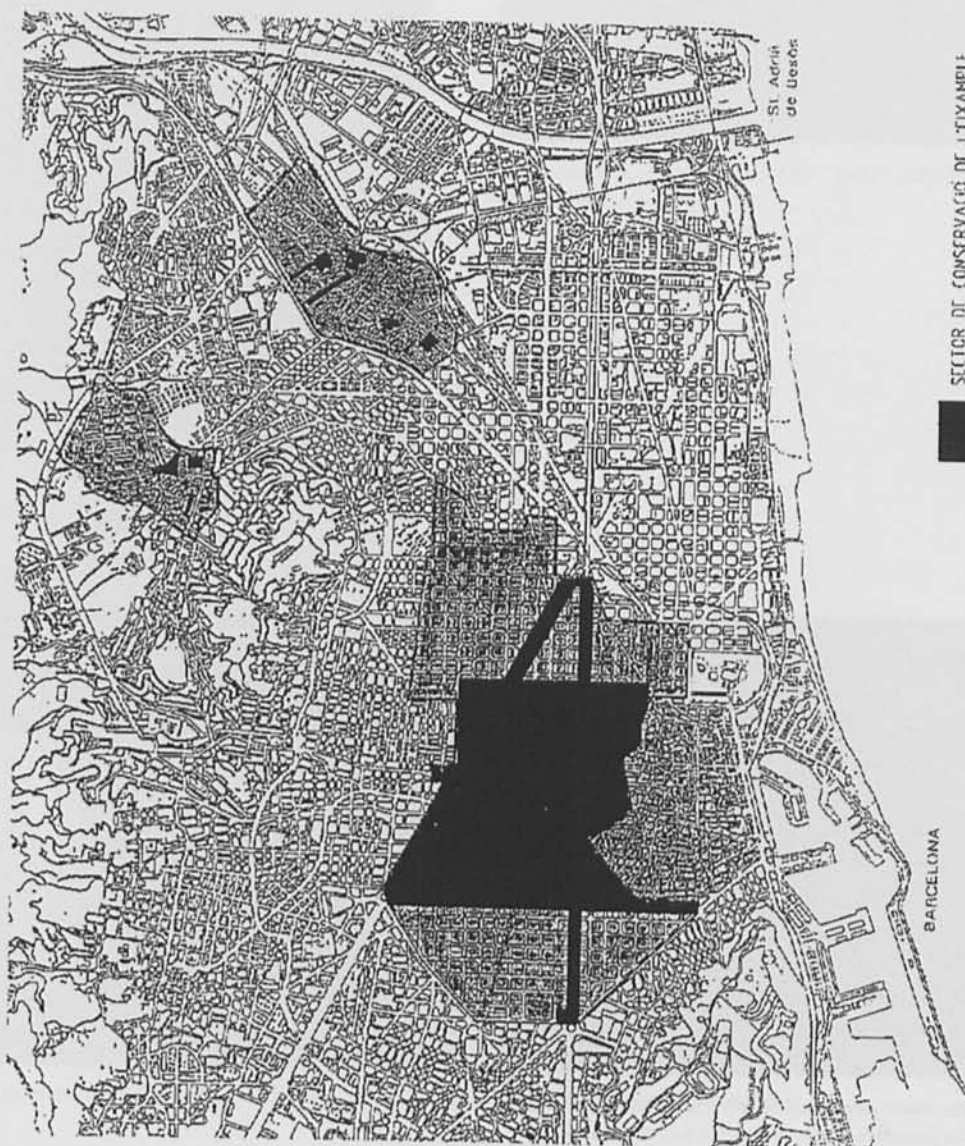 St. Adrià
de Besòs
BARCELONA
SECTOR DE CONSERVACIÓ DE L'EIXAMPLE